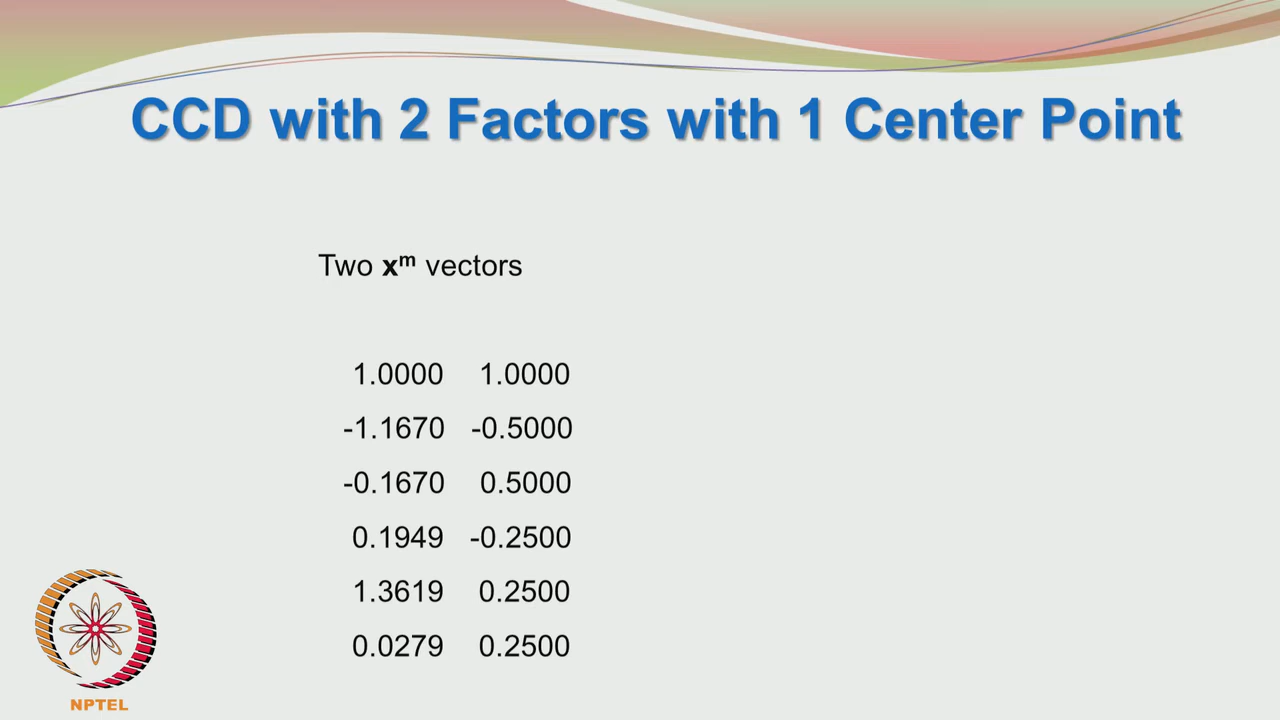 CCD with 2 Factors with 1 Center Point
Two xᵐ vectors
1.0000 1.0000
-1.1670 -0.5000
-0.1670 0.5000
0.1949 -0.2500
1.3619 0.2500
0.0279 0.2500
NPTEL